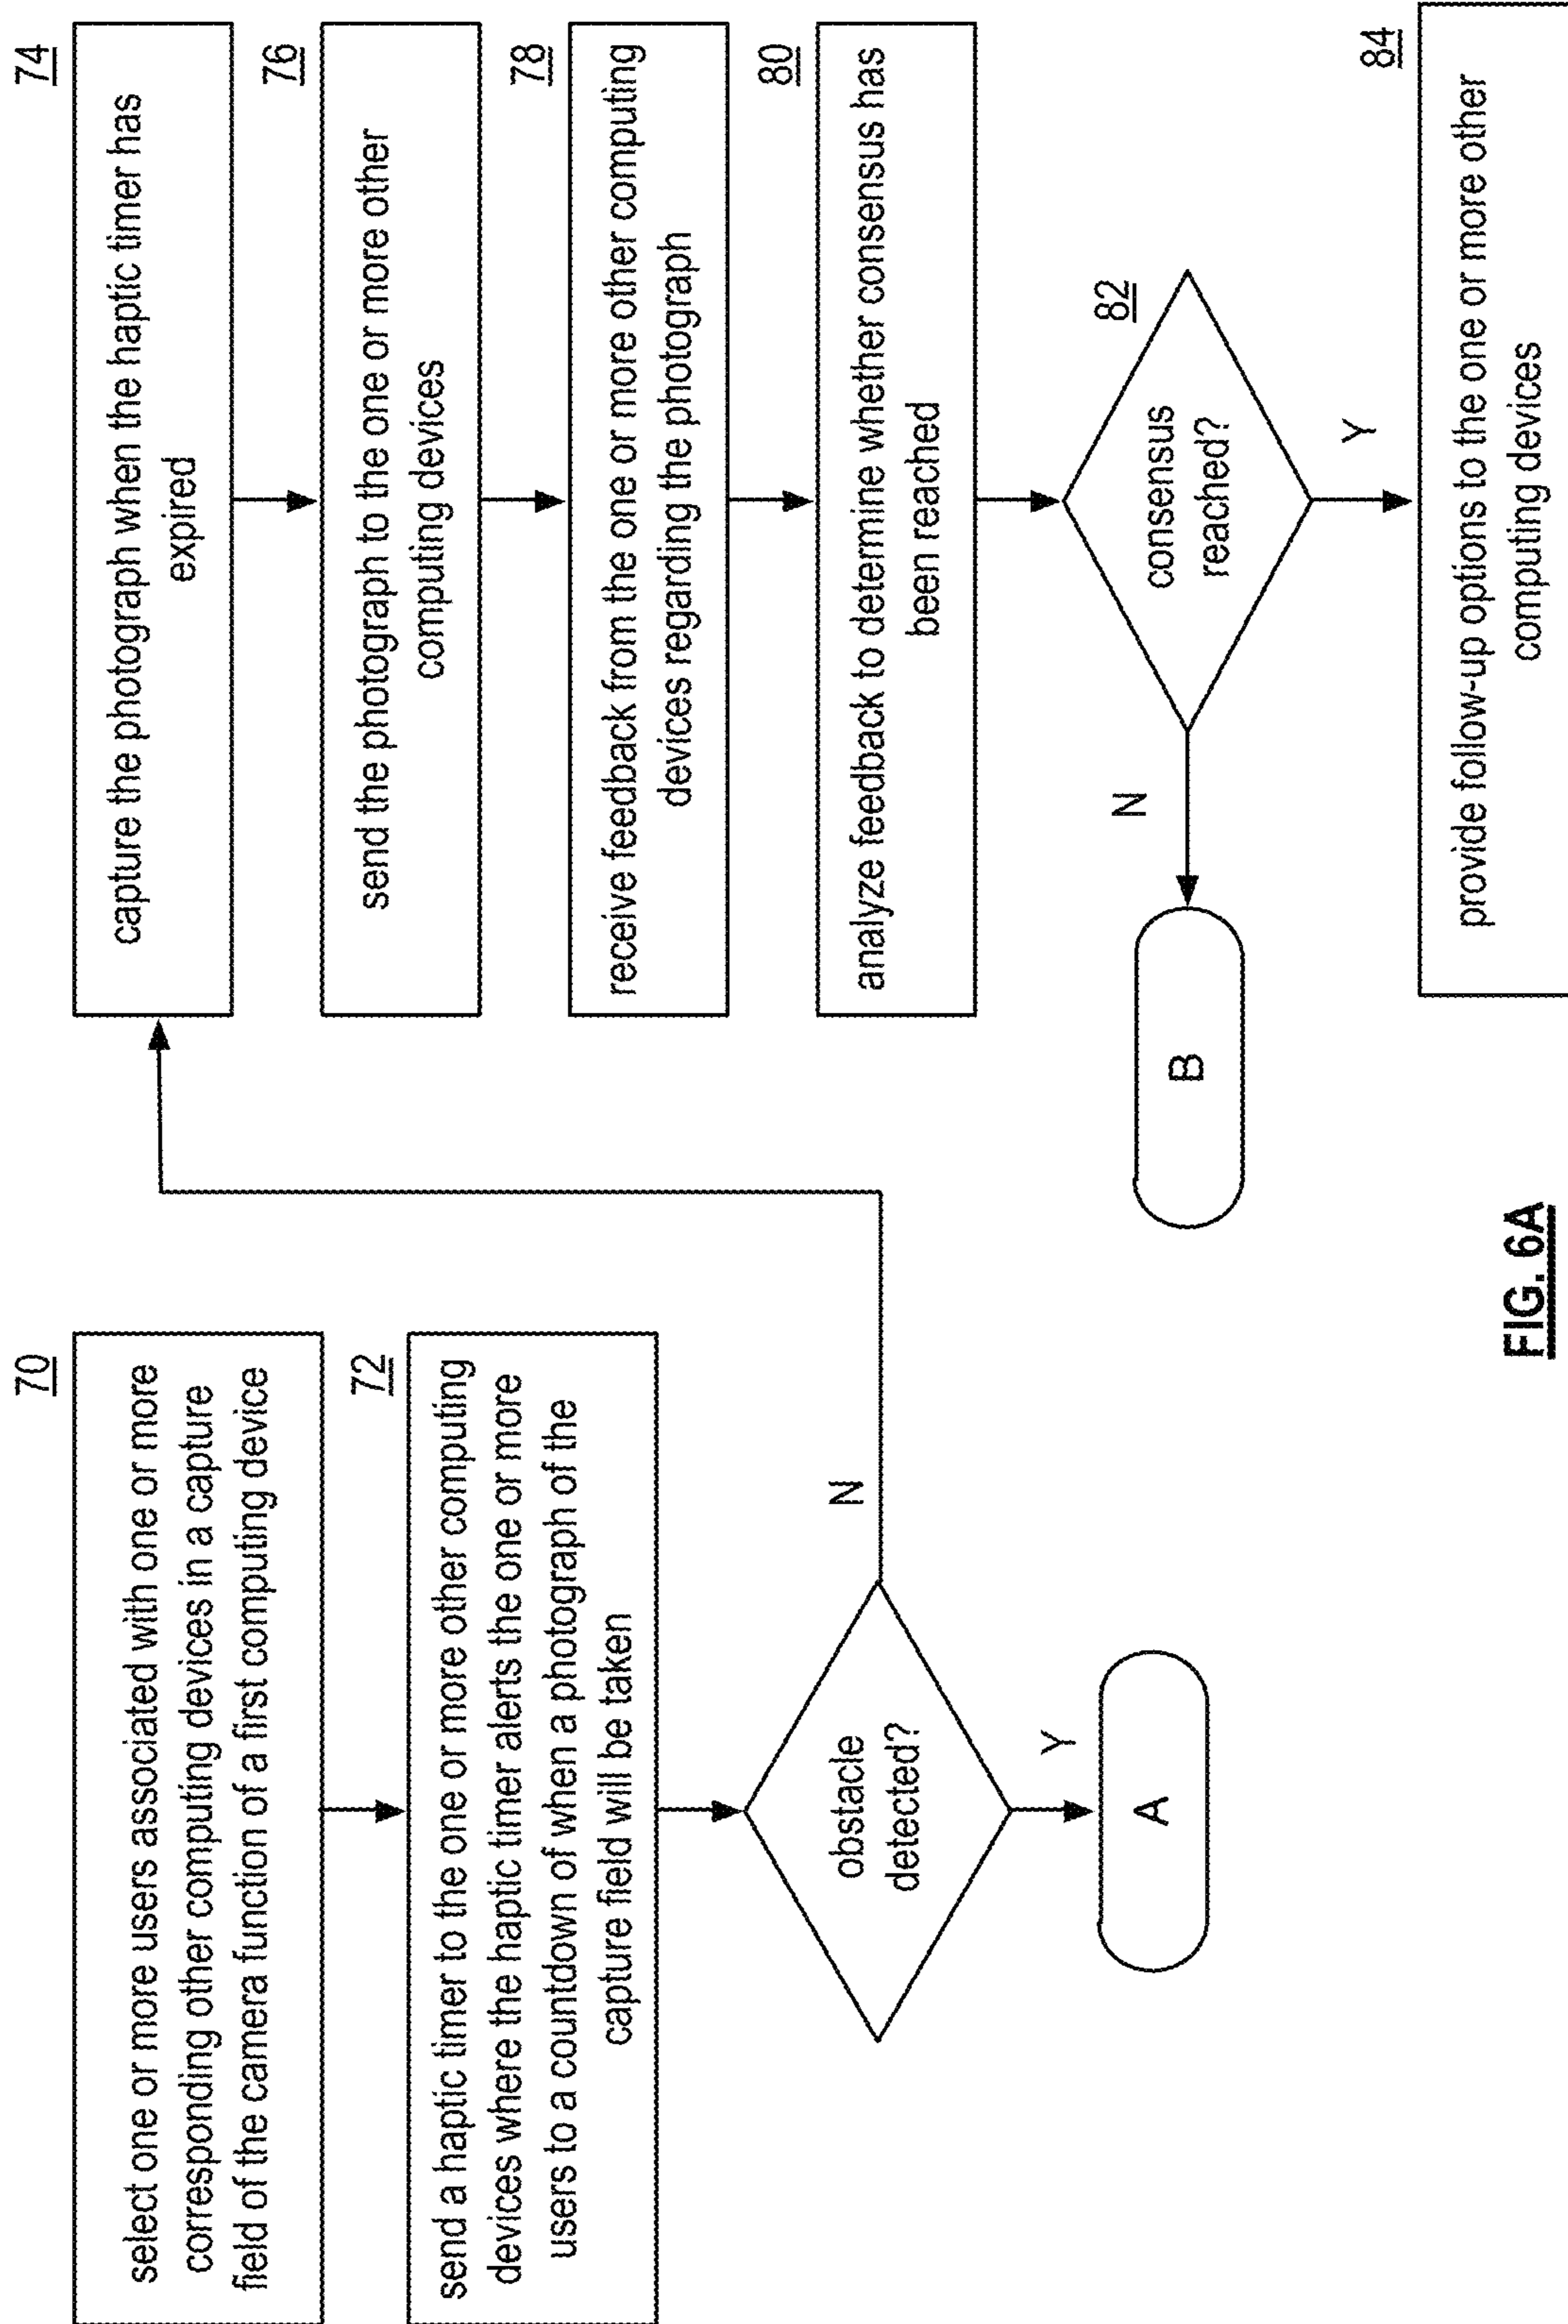 70
select one or more users associated with one or more
corresponding other computing devices in a capture
field of the camera function of a first computing device
72
send a haptic timer to the one or more other computing
devices where the haptic timer alerts the one or more
users to a countdown of when a photograph of the
capture field will be taken
obstacle
detected?
N
Y
A
74
capture the photograph when the haptic timer has
expired
76
send the photograph to the one or more other
computing devices
78
receive feedback from the one or more other computing
devices regarding the photograph
80
analyze feedback to determine whether consensus has
been reached
82
consensus
reached?
N
B
Y
84
provide follow-up options to the one or more other
computing devices
FIG. 6A